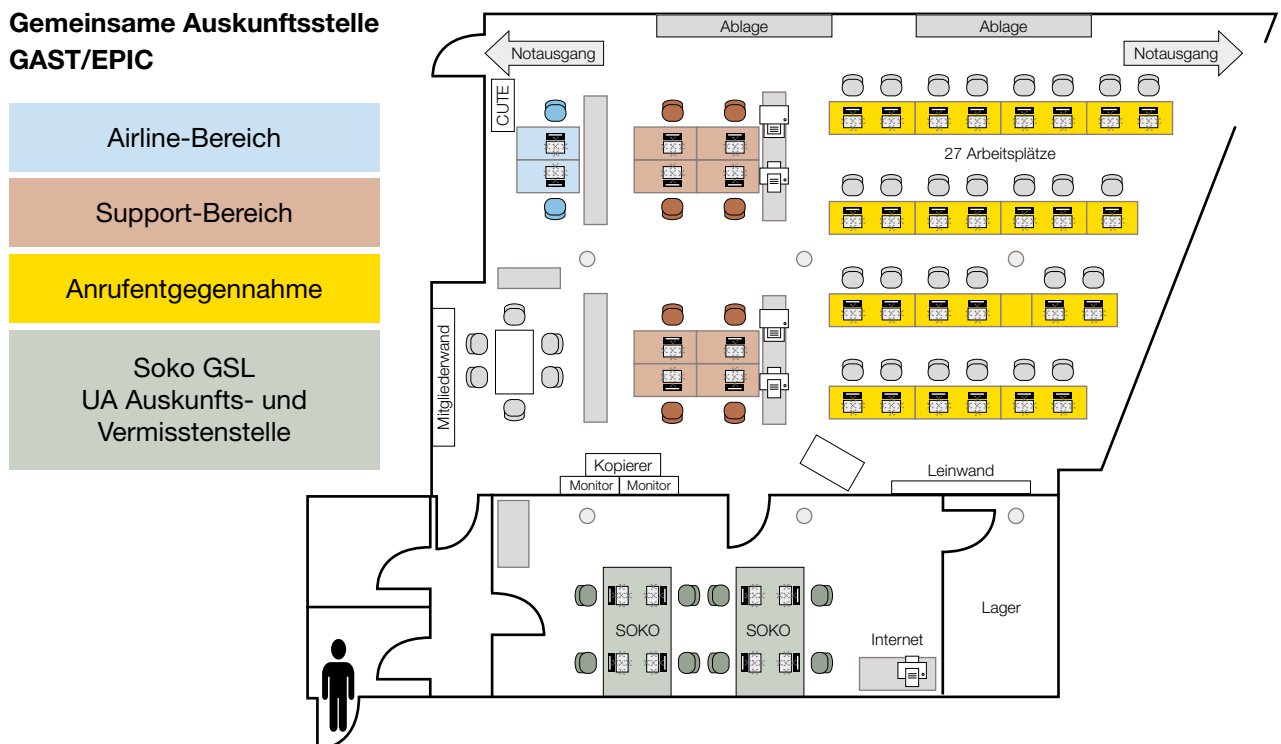 Gemeinsame Auskunftsstelle
GAST/EPIC
Airline-Bereich
Support-Bereich
Anrufentgegennahme
Soko GSL
UA Auskunfts- und
Vermisstenstelle
Ablage
Ablage
Notausgang
Notausgang
CUTE
27 Arbeitsplätze
Mitgliederwand
Kopierer
Monitor
Monitor
Leinwand
SOKO
SOKO
Internet
Lager